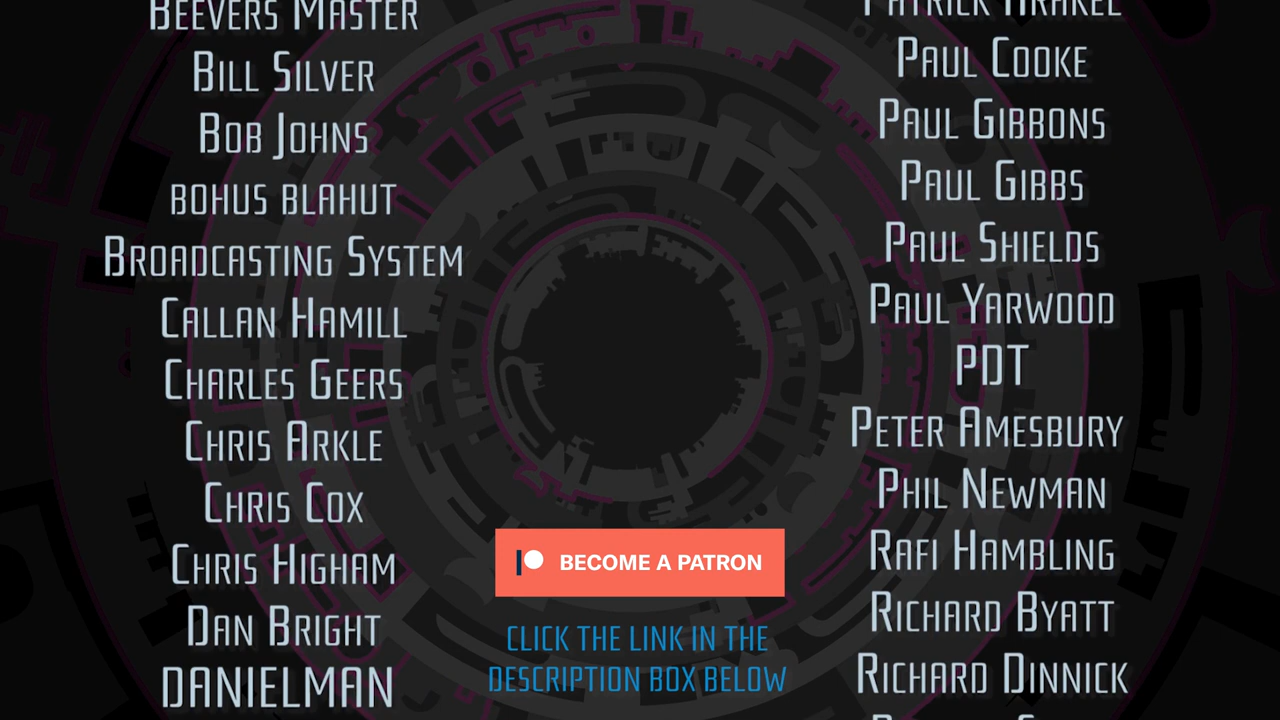 Beevers Master
Bill Silver
Bob Johns
bohus blahut
Broadcasting System
Callan Hamill
Charles Geers
Chris Arkle
Chris Cox
Chris Higham
Dan Bright
DANIELMAN
BECOME A PATRON
CLICK THE LINK IN THE
DESCRIPTION BOX BELOW
Patrick Arakel
Paul Cooke
Paul Gibbons
Paul Gibbs
Paul Shields
Paul Yarwood
PDT
Peter Amesbury
Phil Newman
Rafi Hambling
Richard Byatt
Richard Dinnick